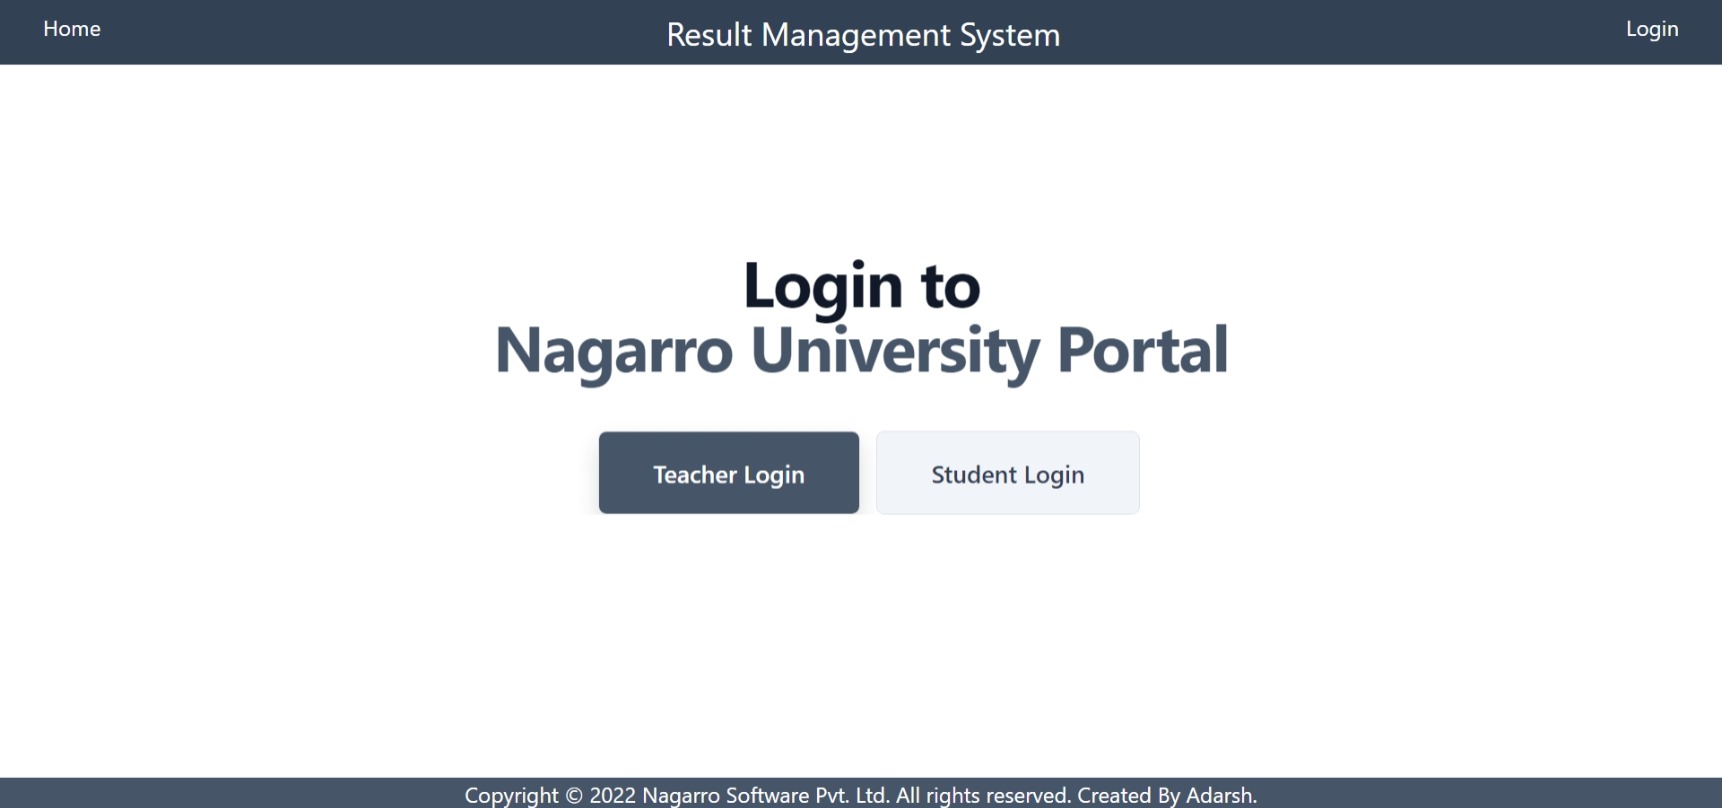 Home
Result Management System
Login
Login to
Nagarro University Portal
Teacher Login
Student Login
Copyright © 2022 Nagarro Software Pvt. Ltd. All rights reserved. Created By Adarsh.